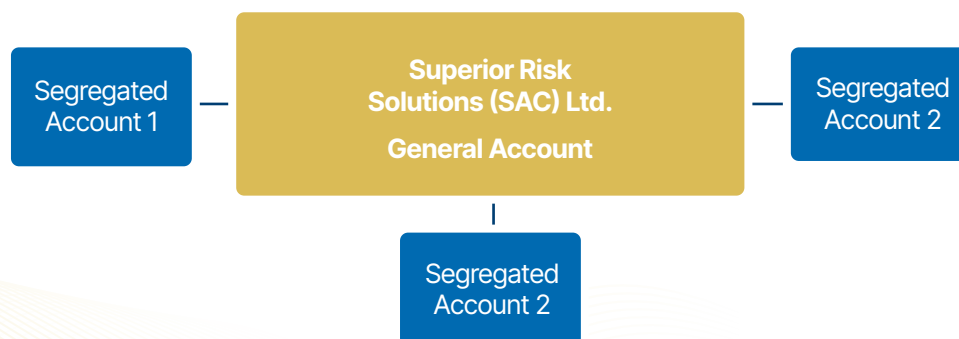 Segregated
Account 1
Superior Risk
Solutions (SAC) Ltd.
General Account
Segregated
Account 2
Segregated
Account 2